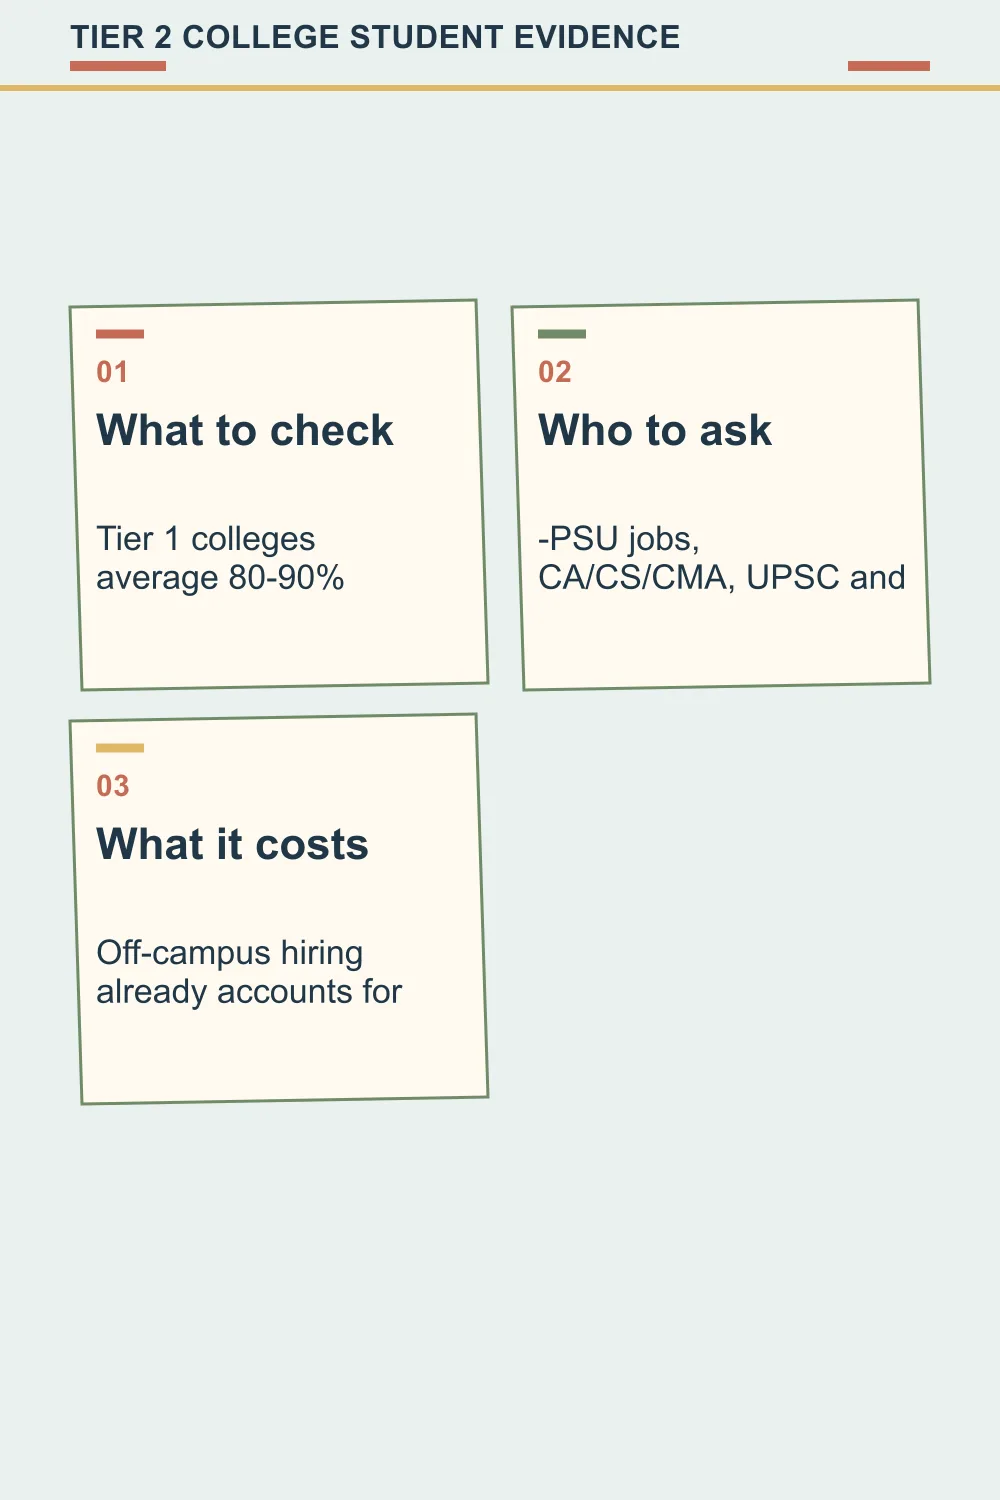 TIER 2 COLLEGE STUDENT EVIDENCE
01
What to check
Tier 1 colleges
average 80-90%
02
Who to ask
-PSU jobs,
CA/CS/CMA, UPSC and
03
What it costs
Off-campus hiring
already accounts for